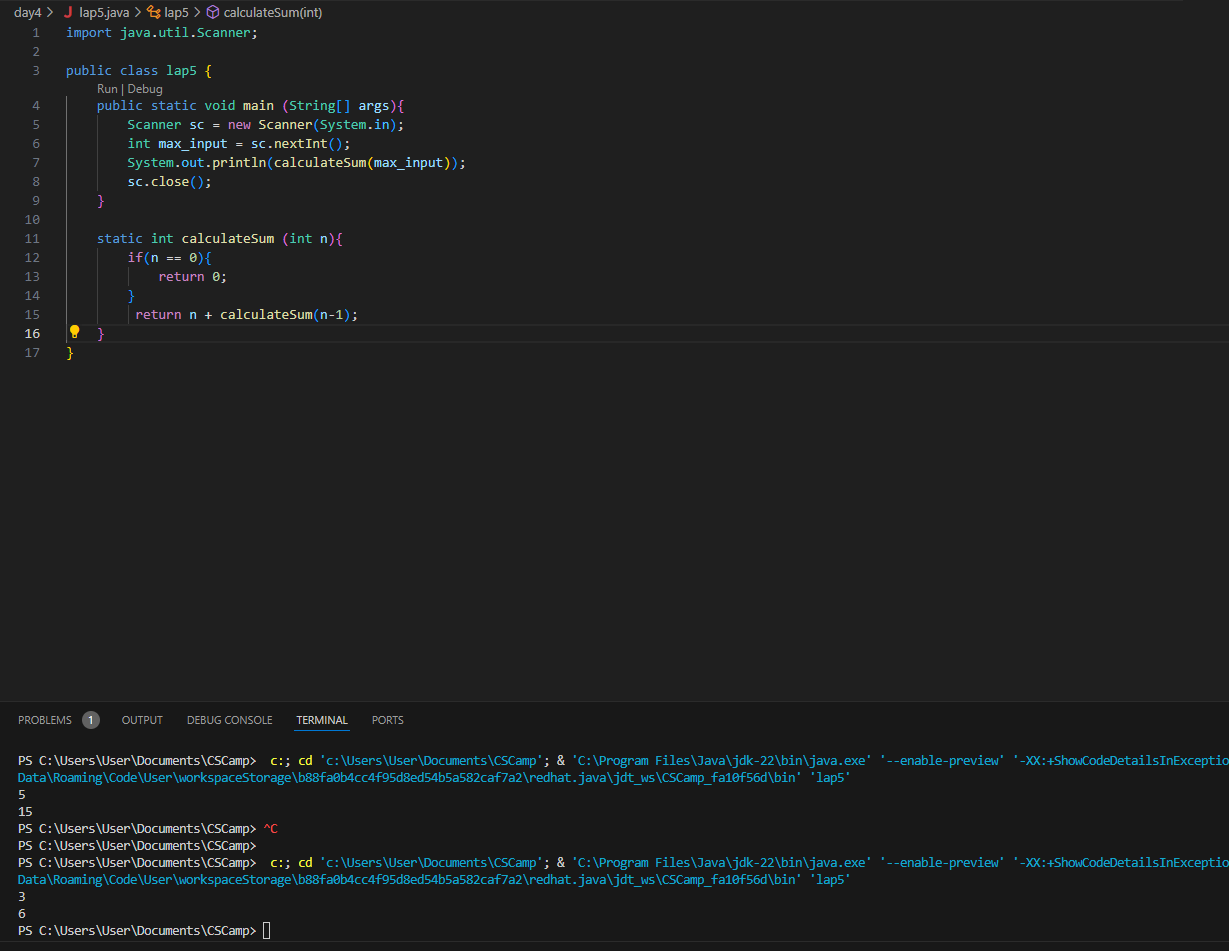 day4 > J lap5.java > lap5 > calculateSum(int)
1 import java.util.Scanner;
2
3 public class lap5 {
Run | Debug
4 public static void main (String[] args){
5 Scanner sc = new Scanner(System.in);
6 int max_input = sc.nextInt();
7 System.out.println(calculateSum(max_input));
8 sc.close();
9 }
10
11 static int calculateSum (int n){
12 if(n == 0){
13 return 0;
14 }
15 return n + calculateSum(n-1);
16 }
17 }
PROBLEMS 1 OUTPUT DEBUG CONSOLE TERMINAL PORTS
PS C:\Users\User\Documents\CSCamp>  c:; cd 'c:\Users\User\Documents\CSCamp'; & 'C:\Program Files\Java\jdk-22\bin\java.exe' '--enable-preview' '-XX:+ShowCodeDetailsInExceptio
Data\Roaming\Code\User\workspaceStorage\b88fa0b4cc4f95d8ed54b5a582caf7a2\redhat.java\jdt_ws\CSCamp_fa10f56d\bin' 'lap5'
5
15
PS C:\Users\User\Documents\CSCamp> ^C
PS C:\Users\User\Documents\CSCamp>
PS C:\Users\User\Documents\CSCamp>  c:; cd 'c:\Users\User\Documents\CSCamp'; & 'C:\Program Files\Java\jdk-22\bin\java.exe' '--enable-preview' '-XX:+ShowCodeDetailsInExceptio
Data\Roaming\Code\User\workspaceStorage\b88fa0b4cc4f95d8ed54b5a582caf7a2\redhat.java\jdt_ws\CSCamp_fa10f56d\bin' 'lap5'
3
6
PS C:\Users\User\Documents\CSCamp>